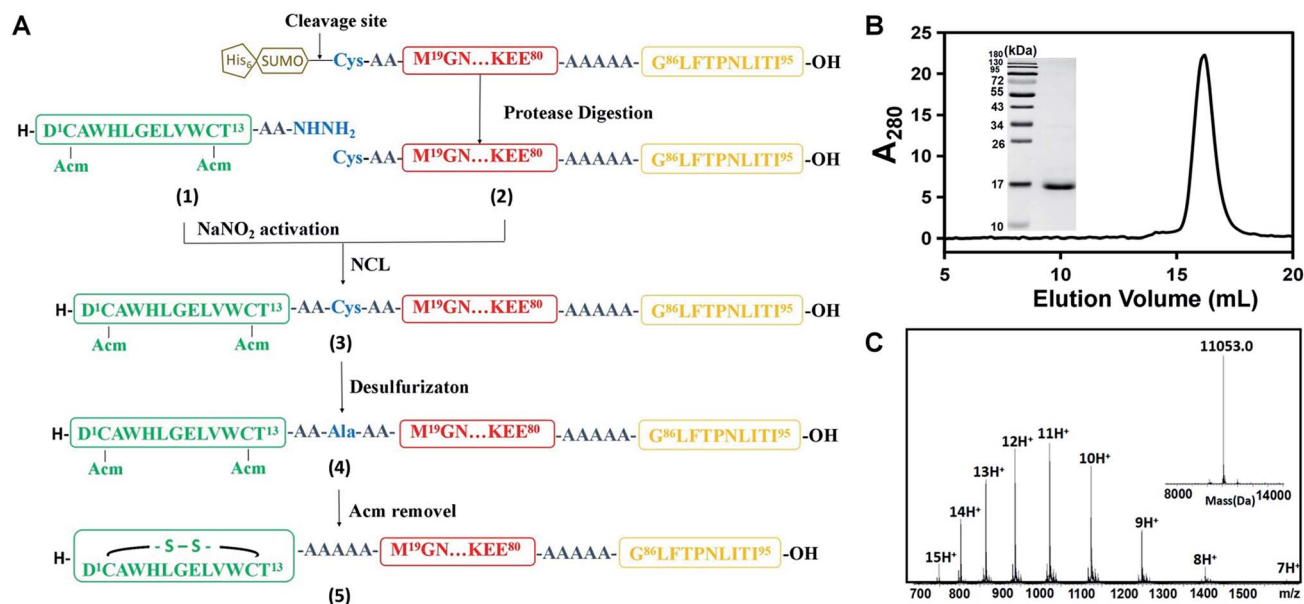 A
Cleavage site
His6 SUMO Cys-AA M¹⁹GN...KEE⁸⁰ -AAAAA- G⁸⁶LFTPNLITI⁹⁵ -OH
Protease Digestion
H- D¹CAWHLGELVWCT¹³ -AA-NHNH₂
Acm Acm
Cys-AA- M¹⁹GN...KEE⁸⁰ -AAAAA- G⁸⁶LFTPNLITI⁹⁵ -OH
(1) (2)
NaNO₂ activation
NCL
H- D¹CAWHLGELVWCT¹³ -AA-Cys-AA- M¹⁹GN...KEE⁸⁰ -AAAAA- G⁸⁶LFTPNLITI⁹⁵ -OH
Acm Acm
(3)
Desulfurizaton
H- D¹CAWHLGELVWCT¹³ -AA-Ala-AA- M¹⁹GN...KEE⁸⁰ -AAAAA- G⁸⁶LFTPNLITI⁹⁵ -OH
Acm Acm
(4)
Acm removel
- S - S -
H- D¹CAWHLGELVWCT¹³ -AAAAA- M¹⁹GN...KEE⁸⁰ -AAAAA- G⁸⁶LFTPNLITI⁹⁵ -OH
(5)
B
A₂₈₀
25
20
15
10
5
0
(kDa)
180
130
95
72
55
43
34
26
17
10
5 10 15 20
Elution Volume (mL)
C
11053.0
8000 14000
Mass(Da)
15H⁺
14H⁺
13H⁺
12H⁺
11H⁺
10H⁺
9H⁺
8H⁺
7H⁺
700 800 900 1000 1100 1200 1300 1400 1500 m/z